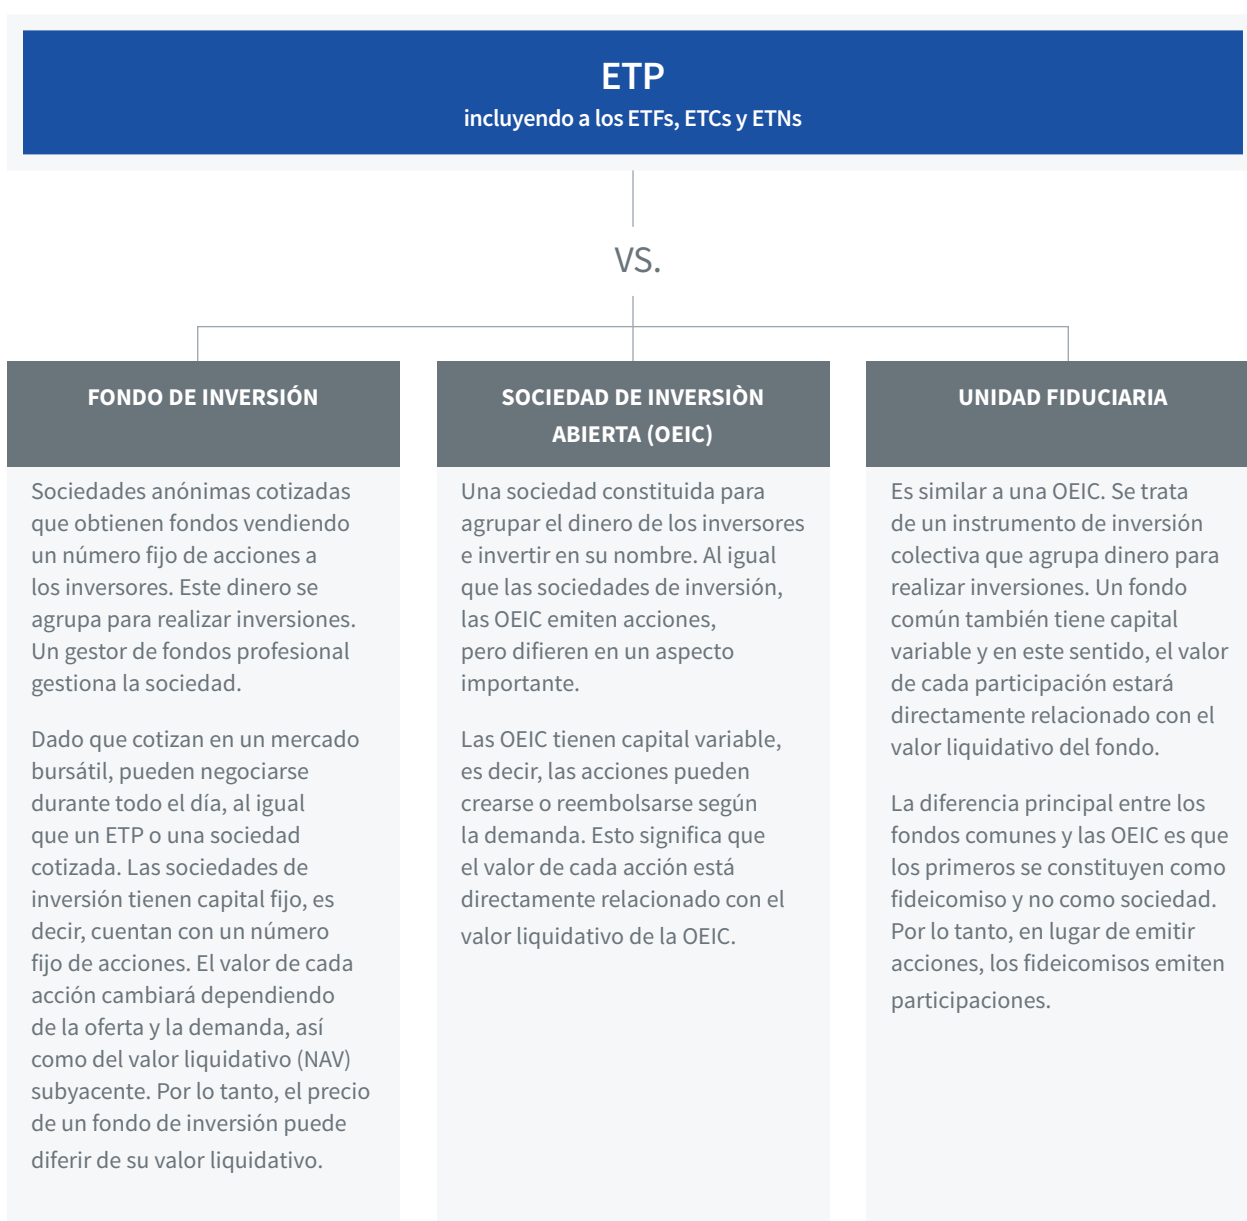 ETP
incluyendo a los ETFs, ETCs y ETNs
VS.
FONDO DE INVERSIÓN
Sociedades anónimas cotizadas
que obtienen fondos vendiendo
un número fijo de acciones a
los inversores. Este dinero se
agrupa para realizar inversiones.
Un gestor de fondos profesional
gestiona la sociedad.
Dado que cotizan en un mercado
bursátil, pueden negociarse
durante todo el día, al igual
que un ETP o una sociedad
cotizada. Las sociedades de
inversión tienen capital fijo, es
decir, cuentan con un número
fijo de acciones. El valor de cada
acción cambiará dependiendo
de la oferta y la demanda, así
como del valor liquidativo (NAV)
subyacente. Por lo tanto, el precio
de un fondo de inversión puede
diferir de su valor liquidativo.
SOCIEDAD DE INVERSIÒN
ABIERTA (OEIC)
Una sociedad constituida para
agrupar el dinero de los inversores
e invertir en su nombre. Al igual
que las sociedades de inversión,
las OEIC emiten acciones,
pero difieren en un aspecto
importante.
Las OEIC tienen capital variable,
es decir, las acciones pueden
crearse o reembolsarse según
la demanda. Esto significa que
el valor de cada acción está
directamente relacionado con el
valor liquidativo de la OEIC.
UNIDAD FIDUCIARIA
Es similar a una OEIC. Se trata
de un instrumento de inversión
colectiva que agrupa dinero para
realizar inversiones. Un fondo
común también tiene capital
variable y en este sentido, el valor
de cada participación estará
directamente relacionado con el
valor liquidativo del fondo.
La diferencia principal entre los
fondos comunes y las OEIC es que
los primeros se constituyen como
fideicomiso y no como sociedad.
Por lo tanto, en lugar de emitir
acciones, los fideicomisos emiten
participaciones.